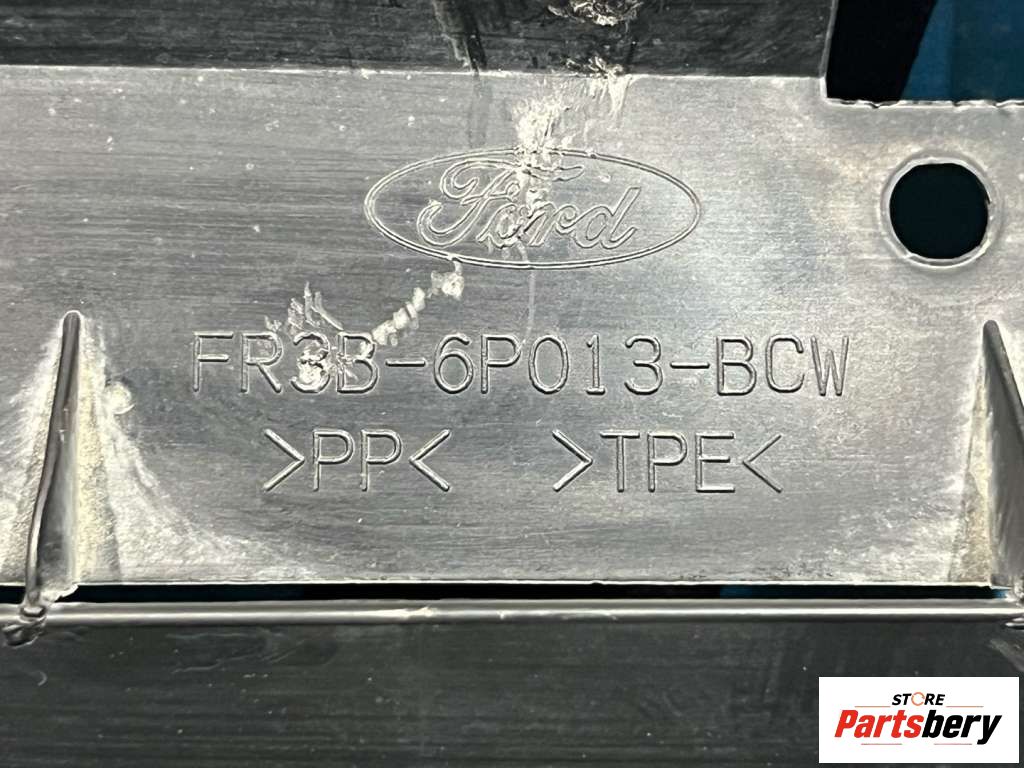 Ford
FR3B-6P013-BCW
>PP< >TPE<
STORE
Partsbery